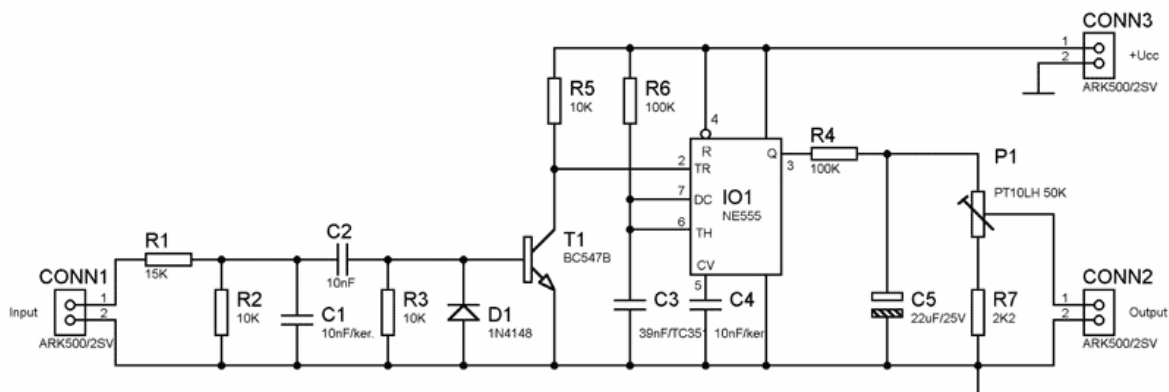 CONN3
1
2
+Ucc
ARK500/2SV
R5
10K
R6
100K
4
R
Q
3
2
TR
7
DC
6
TH
IO1
NE555
CV
5
R4
100K
P1
PT10LH 50K
T1
BC547B
C2
10nF
R1
15K
CONN1
Input
1
2
ARK500/2SV
R2
10K
C1
10nF/ker.
R3
10K
D1
1N4148
C3
39nF/TC351
C4
10nF/ker
C5
22uF/25V
R7
2K2
CONN2
1
2
Output
ARK500/2SV